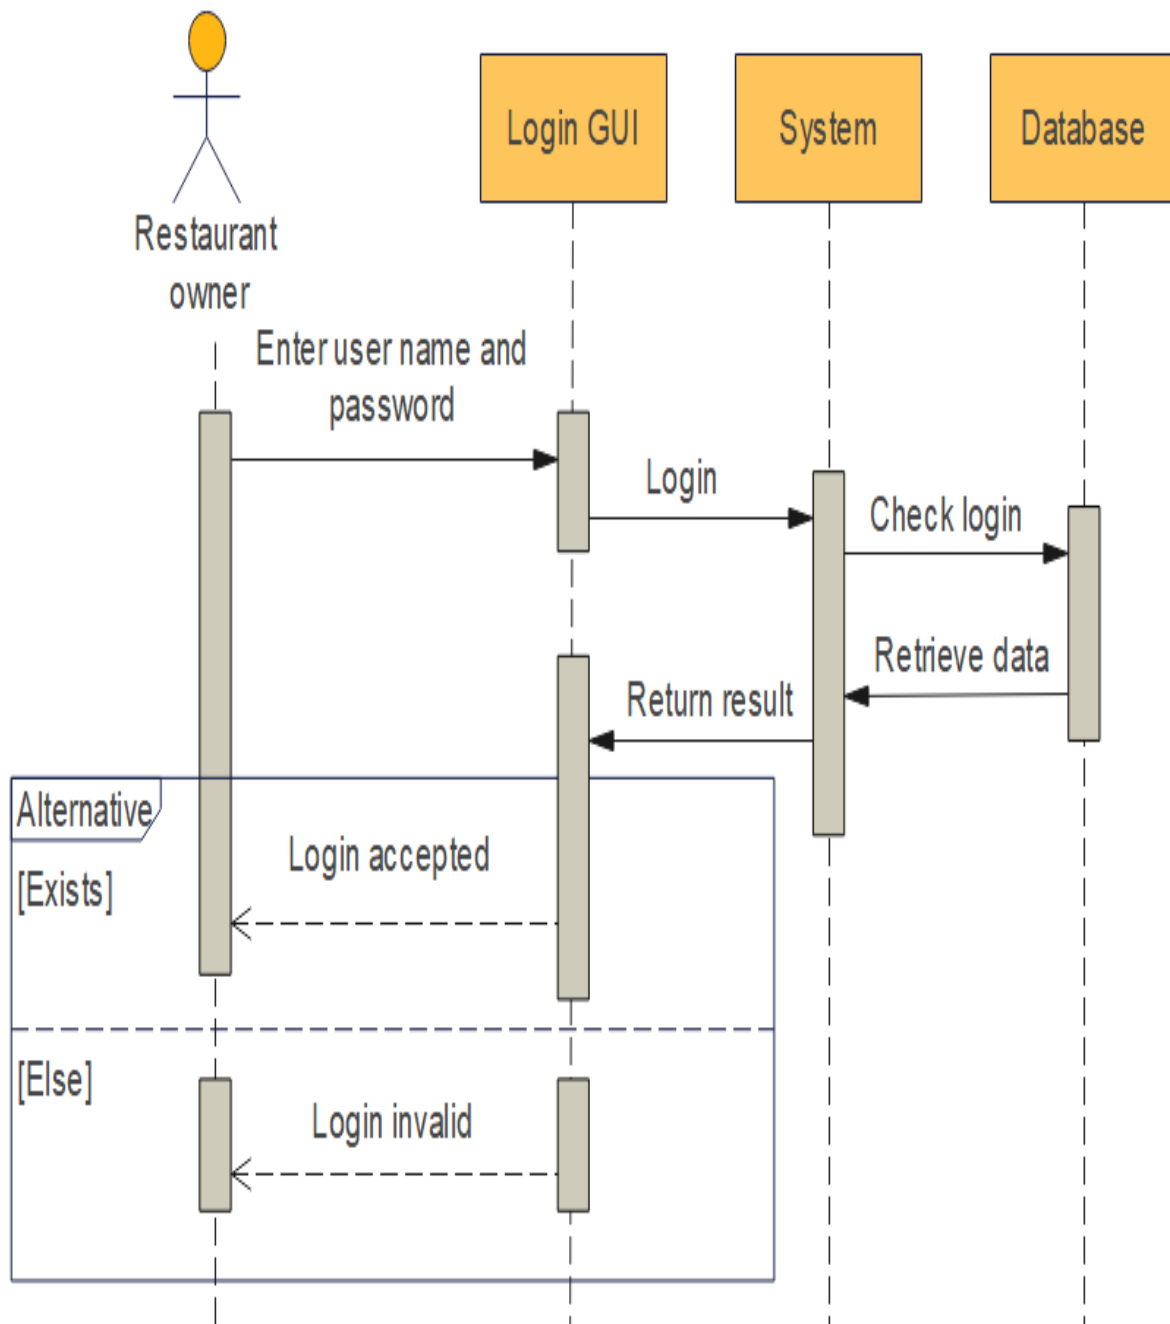 Login GUI
System
Database
Restaurant
owner
Enter user name and
password
Login
Check login
Retrieve data
Return result
Alternative
[Exists]
Login accepted
[Else]
Login invalid